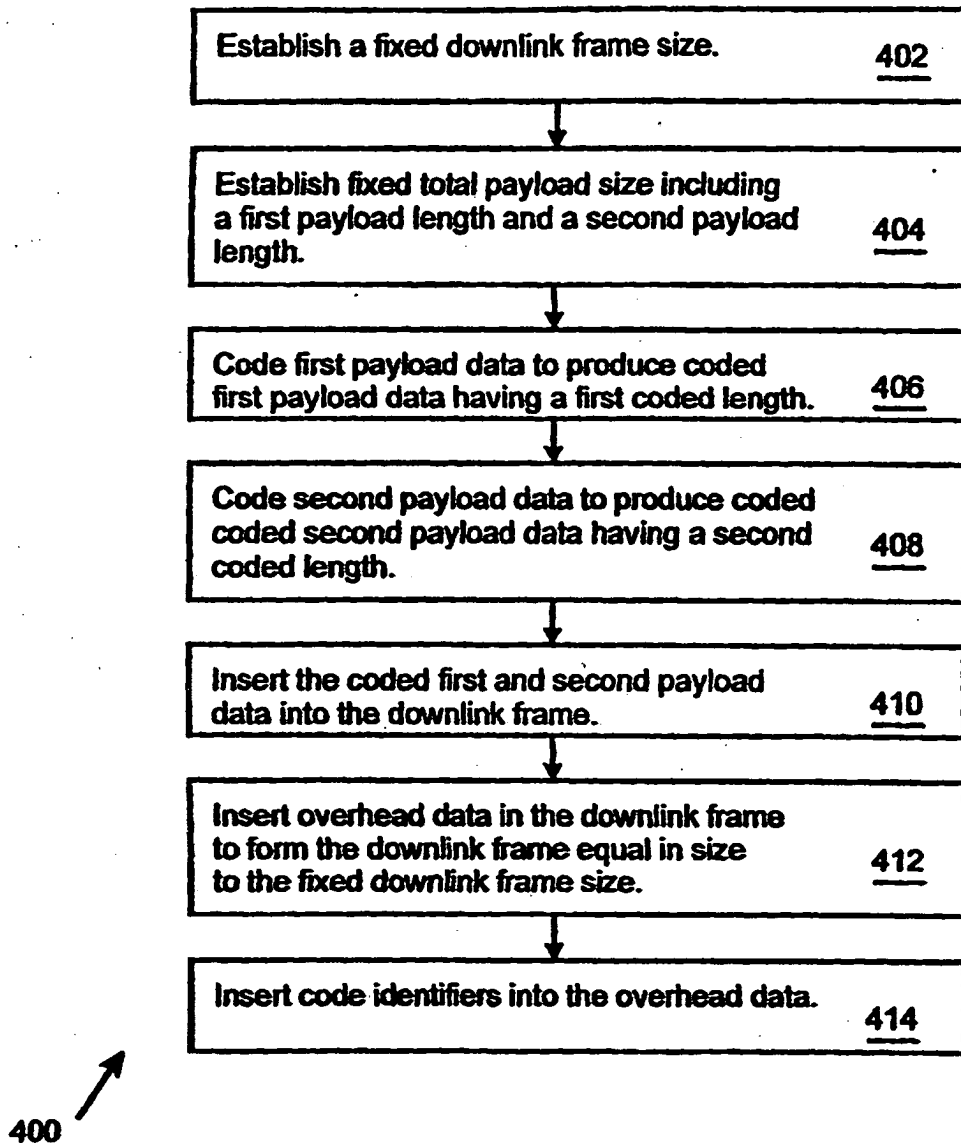 Establish a fixed downlink frame size.
402
Establish fixed total payload size including
a first payload length and a second payload
length.
404
Code first payload data to produce coded
first payload data having a first coded length.
406
Code second payload data to produce coded
coded second payload data having a second
coded length.
408
Insert the coded first and second payload
data into the downlink frame.
410
Insert overhead data in the downlink frame
to form the downlink frame equal in size
to the fixed downlink frame size.
412
Insert code identifiers into the overhead data.
414
400